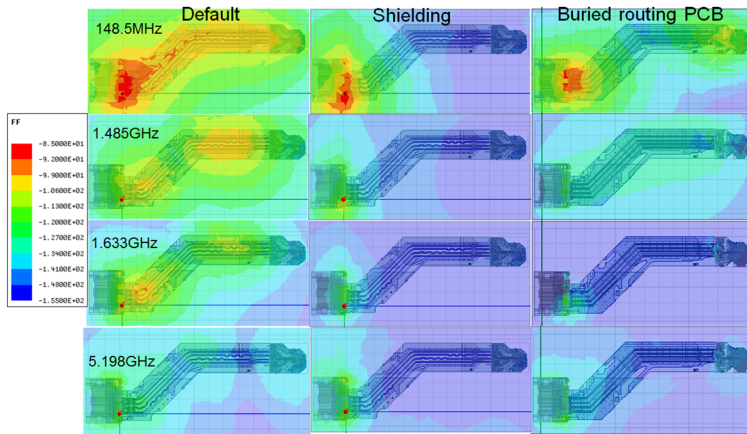 Default
Shielding
Buried routing PCB
148.5MHz
1.485GHz
1.633GHz
5.198GHz
FF
-8.5000E+01
-9.2000E+01
-9.9000E+01
-1.0600E+02
-1.1300E+02
-1.2000E+02
-1.2700E+02
-1.3400E+02
-1.4100E+02
-1.4800E+02
-1.5500E+02